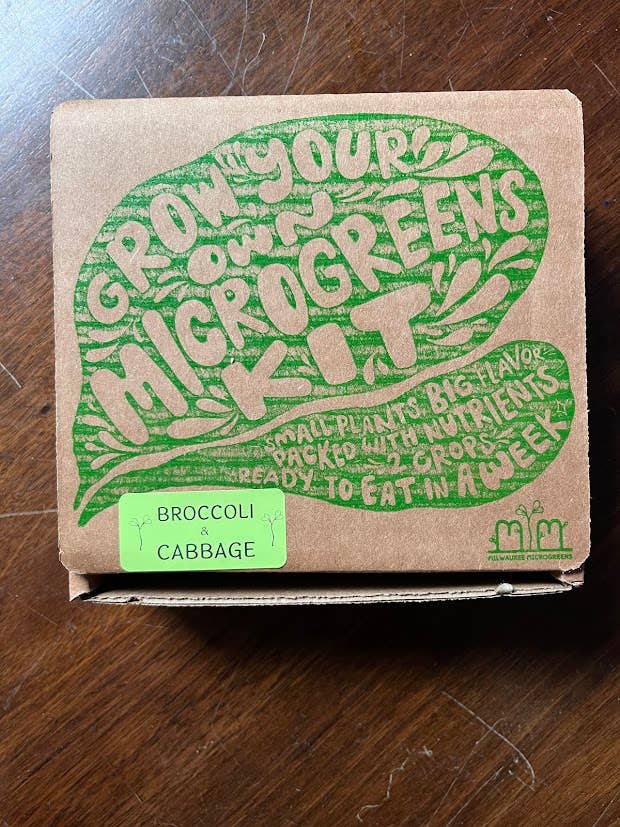 GROW YOUR
OWN
MICROGREENS
KIT
SMALL PLANTS, BIG FLAVOR
PACKED WITH NUTRIENTS
2 CROPS
READY TO EAT IN A WEEK
BROCCOLI
&
CABBAGE
MM
MILWAUKEE MICROGREENS